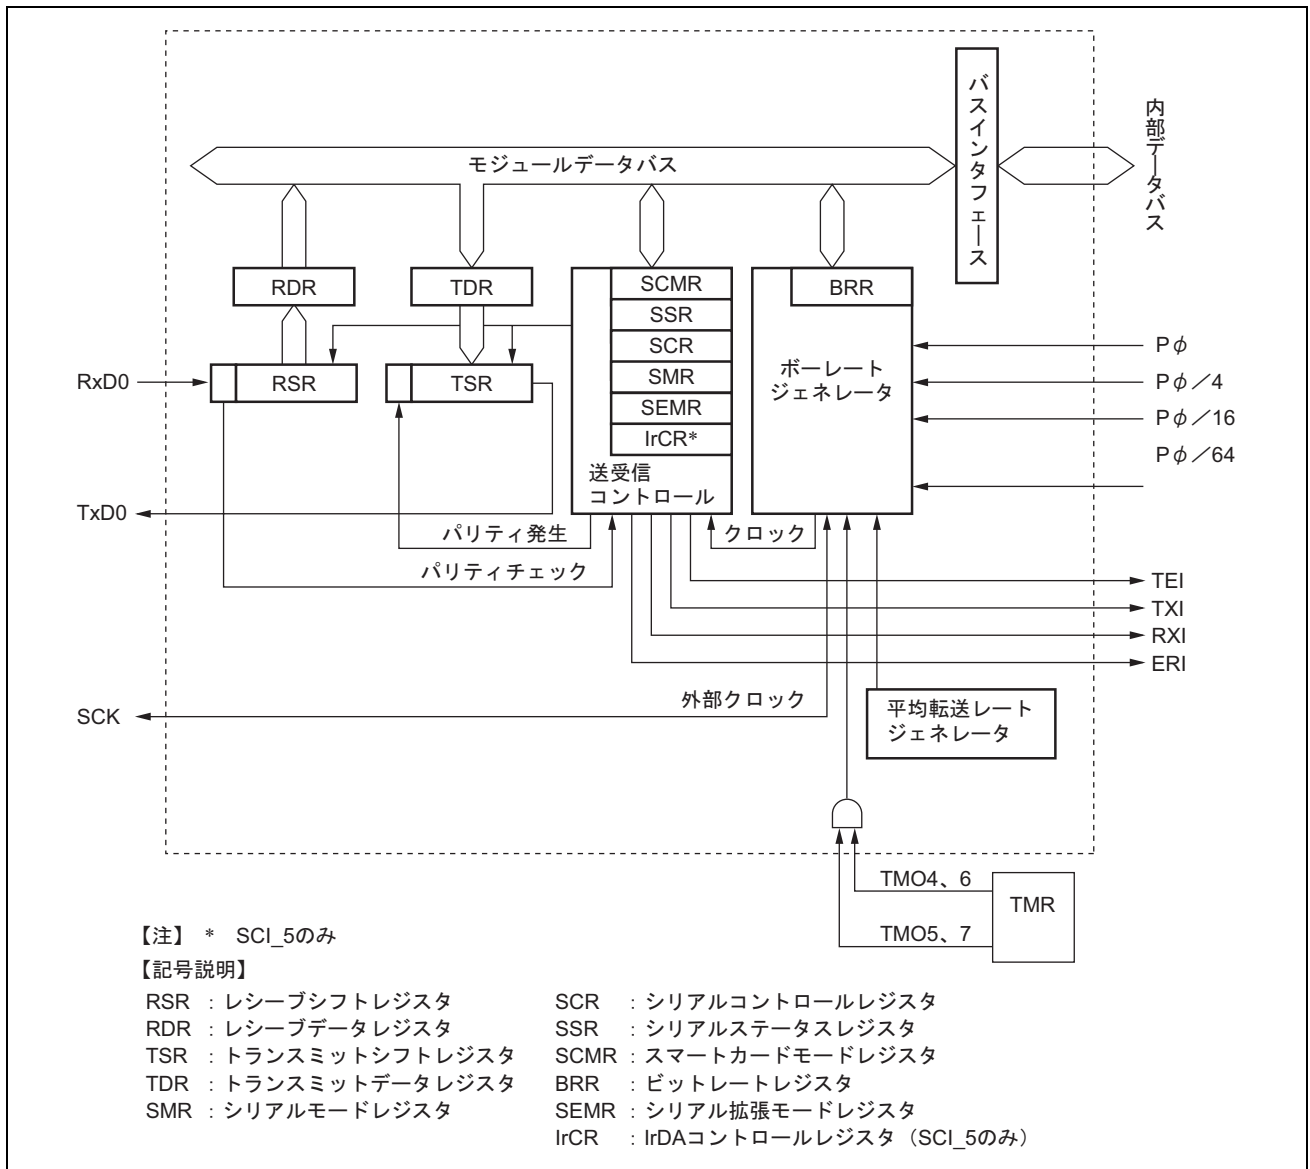 バスインタフェース
内部データバス
モジュールデータバス
RDR
TDR
SCMR
BRR
SSR
SCR
SMR
SEMR
IrCR*
RxD0
RSR
TSR
ボーレート
ジェネレータ
Pφ
Pφ／4
Pφ／16
Pφ／64
送受信
コントロール
TxD0
パリティ発生
クロック
パリティチェック
TEI
TXI
RXI
ERI
外部クロック
SCK
平均転送レート
ジェネレータ
TMO4、6
TMR
TMO5、7
【注】 * SCI_5のみ
【記号説明】
RSR : レシーブシフトレジスタ
RDR : レシーブデータレジスタ
TSR : トランスミットシフトレジスタ
TDR : トランスミットデータレジスタ
SMR : シリアルモードレジスタ
SCR : シリアルコントロールレジスタ
SSR : シリアルステータスレジスタ
SCMR : スマートカードモードレジスタ
BRR : ビットレートレジスタ
SEMR : シリアル拡張モードレジスタ
IrCR : IrDAコントロールレジスタ（SCI_5のみ）